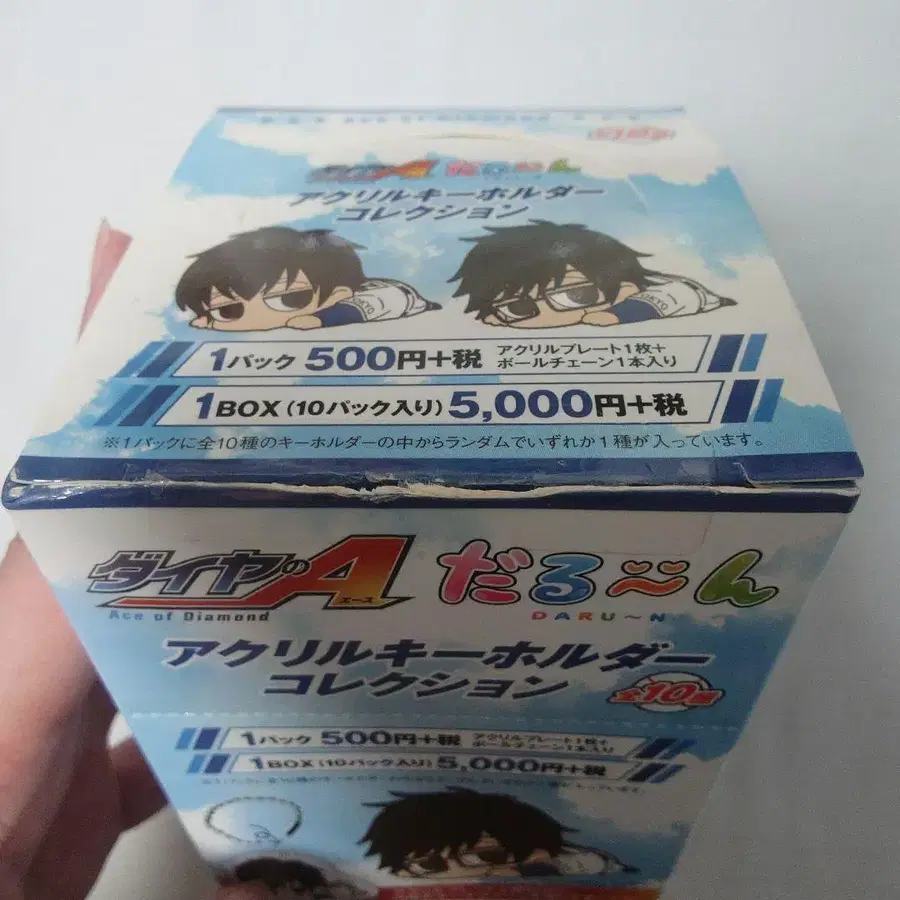 ダイヤのA だる〜ん
アクリルキーホルダー
コレクション
TOKYO
OKYO
1パック 500円+税 アクリルプレート1枚+
ボールチェーン1本入り
1BOX(10パック入り)5,000円+税
※1パックに全10種のキーホルダーの中からランダムでいずれか1種が入っています。
ダイヤのA だる〜ん
エース
Ace of Diamond DARU〜N
アクリルキーホルダー
コレクション 全10種
1パック 500円+税 アクリルプレート1枚+
ボールチェーン1本入り
1BOX(10パック入り)5,000円+税